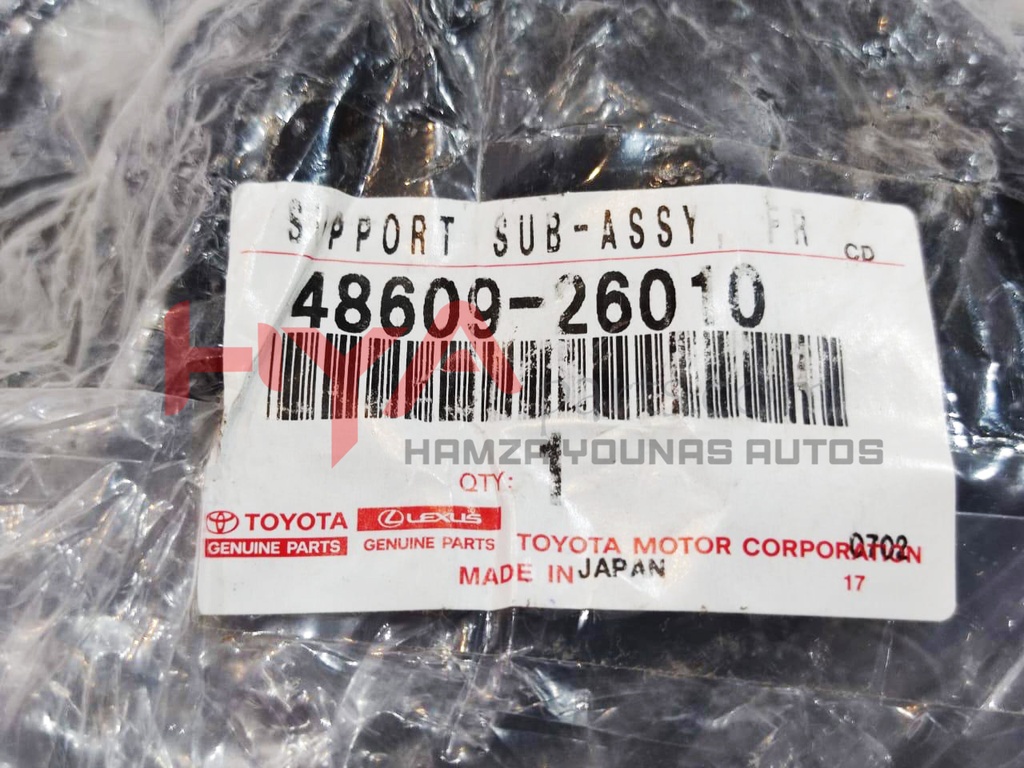 SUPPORT SUB-ASSY, FR
CD
48609-26010
HYA
HAMZA YOUNAS AUTOS
QTY: 1
TOYOTA LEXUS
GENUINE PARTS GENUINE PARTS
TOYOTA MOTOR CORPORATION 0702
MADE IN JAPAN 17